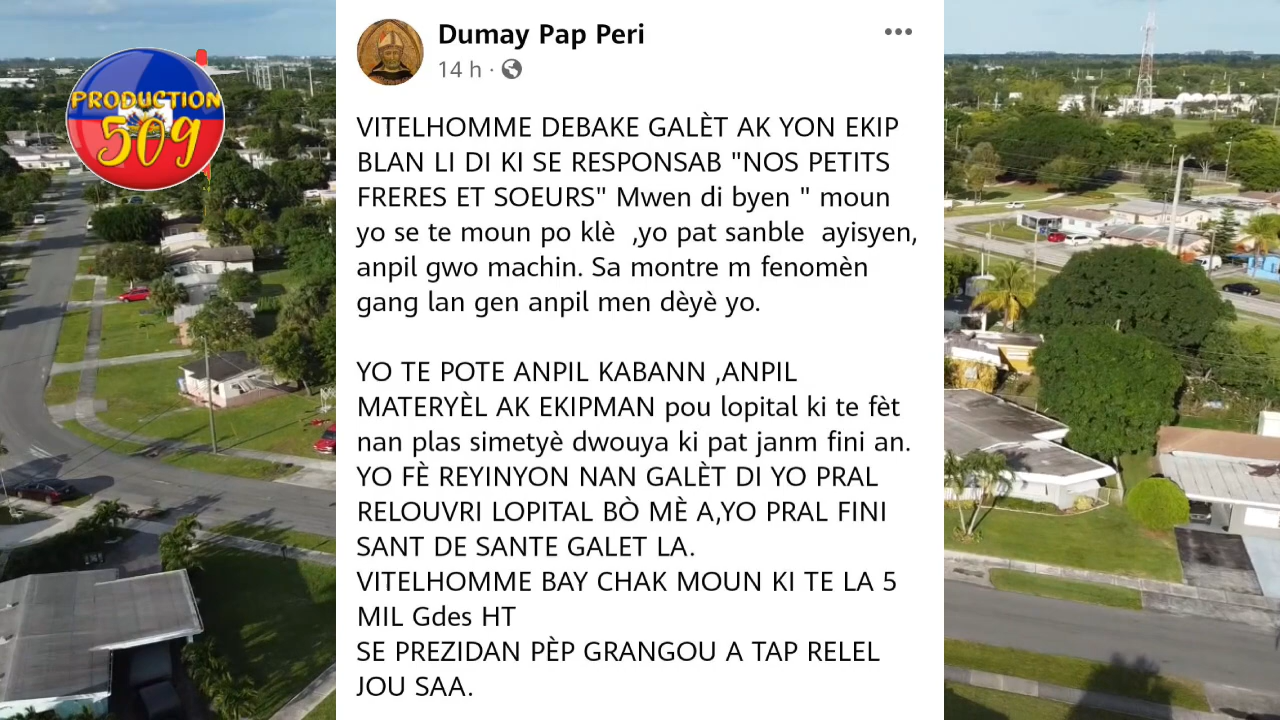 PRODUCTION
509
Dumay Pap Peri
14 h ·
VITELHOMME DEBAKE GALÈT AK YON EKIP
BLAN LI DI KI SE RESPONSAB "NOS PETITS
FRERES ET SOEURS" Mwen di byen " moun
yo se te moun po klè  ,yo pat sanble  ayisyen,
anpil gwo machin. Sa montre m fenomèn
gang lan gen anpil men dèyè yo.
YO TE POTE ANPIL KABANN ,ANPIL
MATERYÈL AK EKIPMAN pou lopital ki te fèt
nan plas simetyè dwouya ki pat janm fini an.
YO FÈ REYINYON NAN GALÈT DI YO PRAL
RELOUVRI LOPITAL BÒ MÈ A,YO PRAL FINI
SANT DE SANTE GALET LA.
VITELHOMME BAY CHAK MOUN KI TE LA 5
MIL Gdes HT
SE PREZIDAN PÈP GRANGOU A TAP RELEL
JOU SAA.